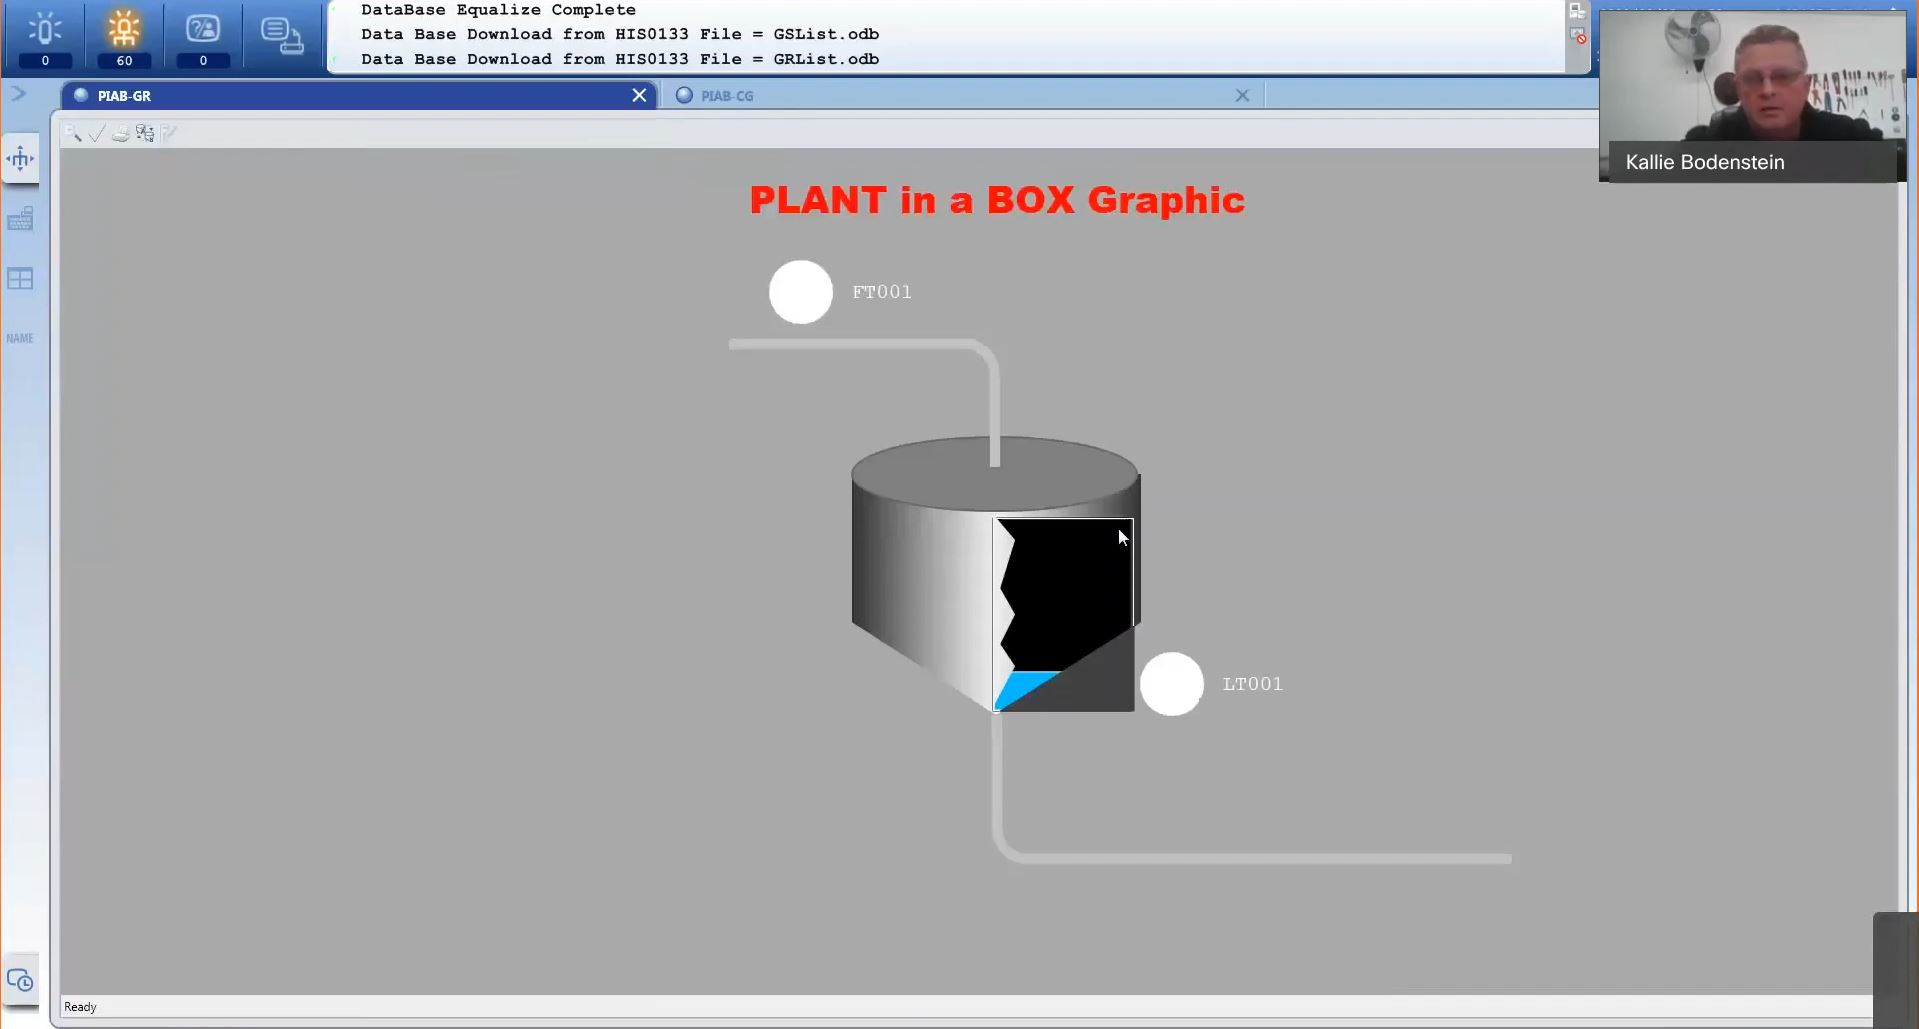 DataBase Equalize Complete
Data Base Download from HIS0133 File = GSList.odb
Data Base Download from HIS0133 File = GRList.odb
0
60
0
PIAB-GR
PIAB-CG
Kallie Bodenstein
NAME
PLANT in a BOX Graphic
FT001
LT001
Ready